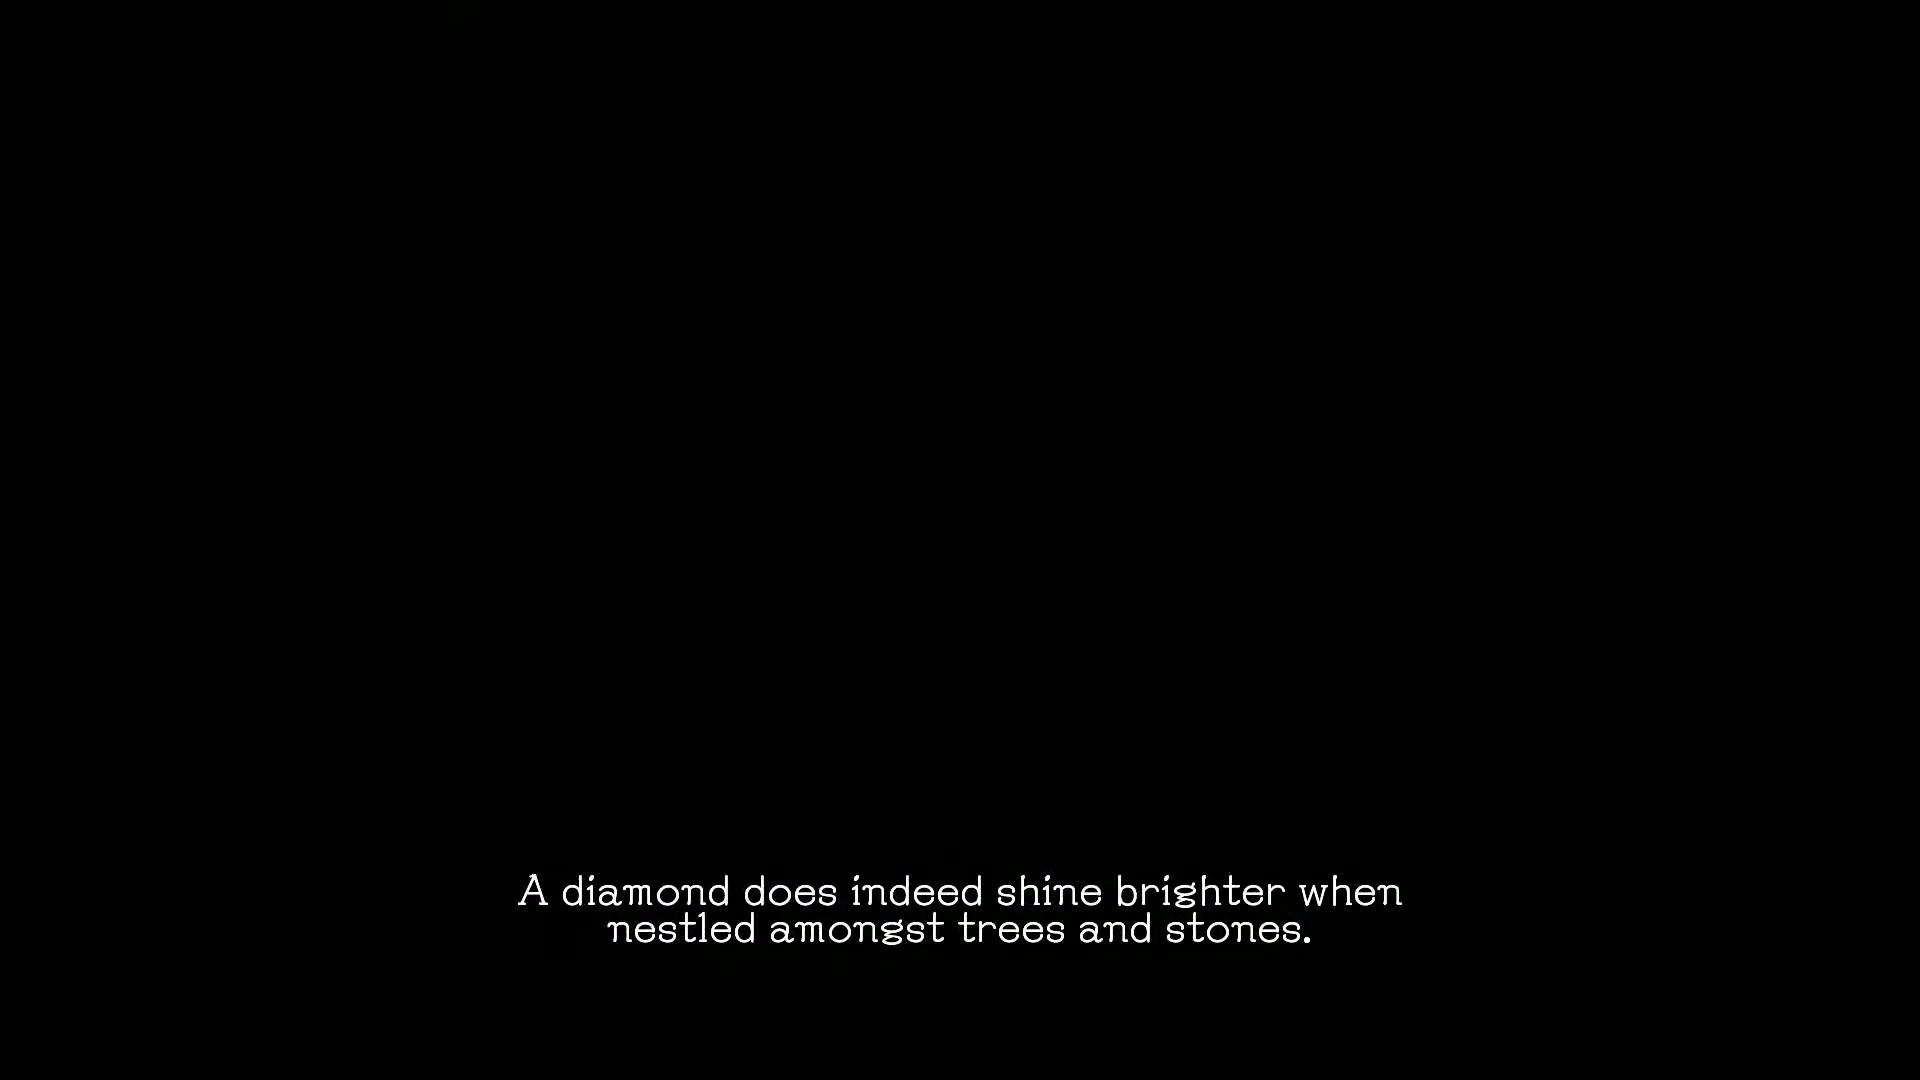 A diamond does indeed shine brighter when
nestled amongst trees and stones.